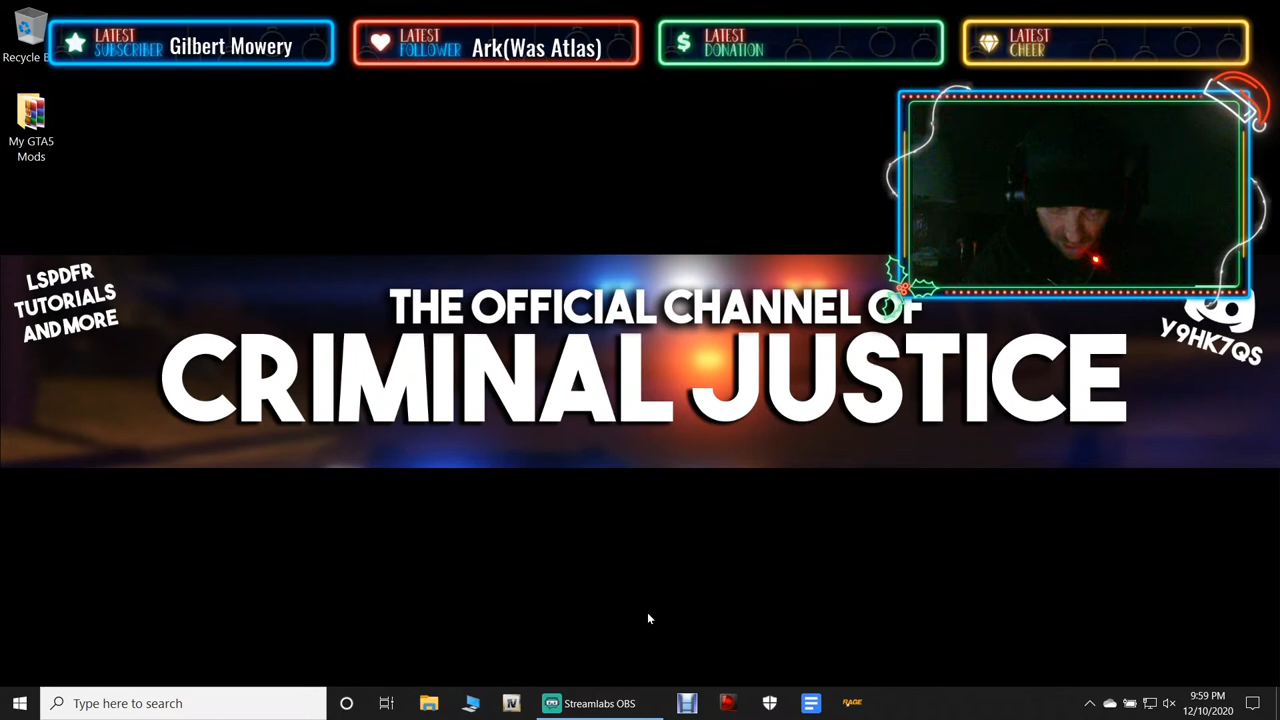 Recycle B
LATEST
SUBSCRIBER
Gilbert Mowery
LATEST
FOLLOWER
Ark(Was Atlas)
LATEST
DONATION
LATEST
CHEER
My GTA5
Mods
LSPDFR
TUTORIALS
AND MORE
THE OFFICIAL CHANNEL OF
CRIMINAL JUSTICE
Y9HK7QS
Type here to search
IV
Streamlabs OBS
RAGE
9:59 PM
12/10/2020